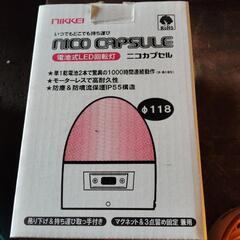 NIKKEI
RoHS
いつでもどこでも持ち運び
NICO CAPSULE
電池式LED回転灯 ニコカプセル
・単1乾電池2本で驚異の1000時間連続動作
・モーターレスで高耐久性
・防塵&防噴流保護IP55構造
φ118
吊り下げ&持ち運び取っ手付き
マグネット&3点留め固定 兼用